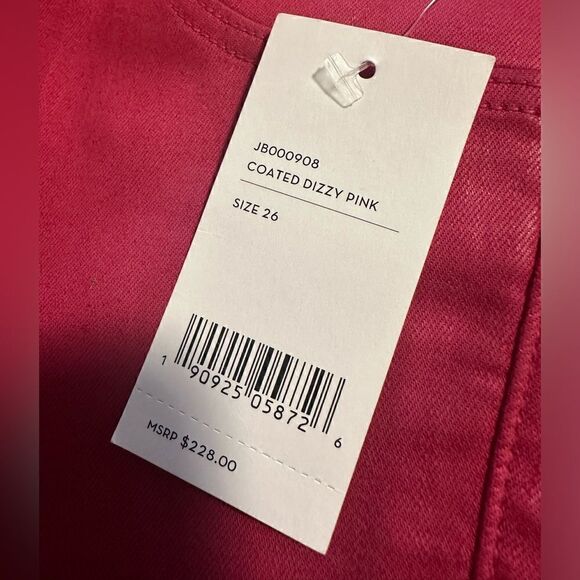 JB000908
COATED DIZZY PINK
SIZE 26
1 90925 05872 6
MSRP $228.00